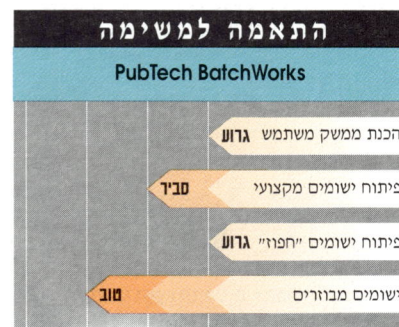 התאמה למשימה
PubTech BatchWorks
הכנת ממשק משתמש גרוע
פיתוח ישומים מקצועי סביר
פיתוח ישומים "חפוז" גרוע
ישומים מבוזרים טוב